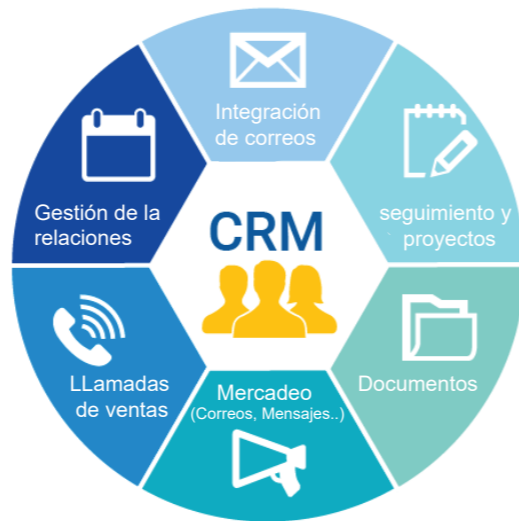 Integración
de correos
seguimiento y
proyectos
Documentos
Mercadeo
(Correos, Mensajes..)
LLamadas
de ventas
Gestión de la
relaciones
CRM